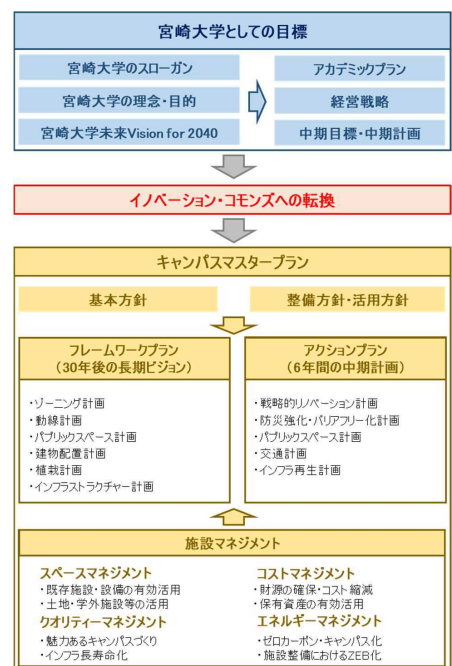 宮崎大学としての目標
宮崎大学のスローガン
宮崎大学の理念・目的
宮崎大学未来Vision for 2040
アカデミックプラン
経営戦略
中期目標・中期計画
イノベーション・コモンズへの転換
キャンパスマスタープラン
基本方針
整備方針・活用方針
フレームワークプラン
(30年後の長期ビジョン)
・ゾーニング計画
・動線計画
・パブリックスペース計画
・建物配置計画
・植栽計画
・インフラストラクチャー計画
アクションプラン
(6年間の中期計画)
・戦略的リノベーション計画
・防災強化・バリアフリー化計画
・パブリックスペース計画
・交通計画
・インフラ再生計画
施設マネジメント
スペースマネジメント
・既存施設・設備の有効活用
・土地・学外施設等の活用
クオリティーマネジメント
・魅力あるキャンパスづくり
・インフラ長寿命化
コストマネジメント
・財源の確保・コスト縮減
・保有資産の有効活用
エネルギーマネジメント
・ゼロカーボン・キャンパス化
・施設整備におけるZEB化